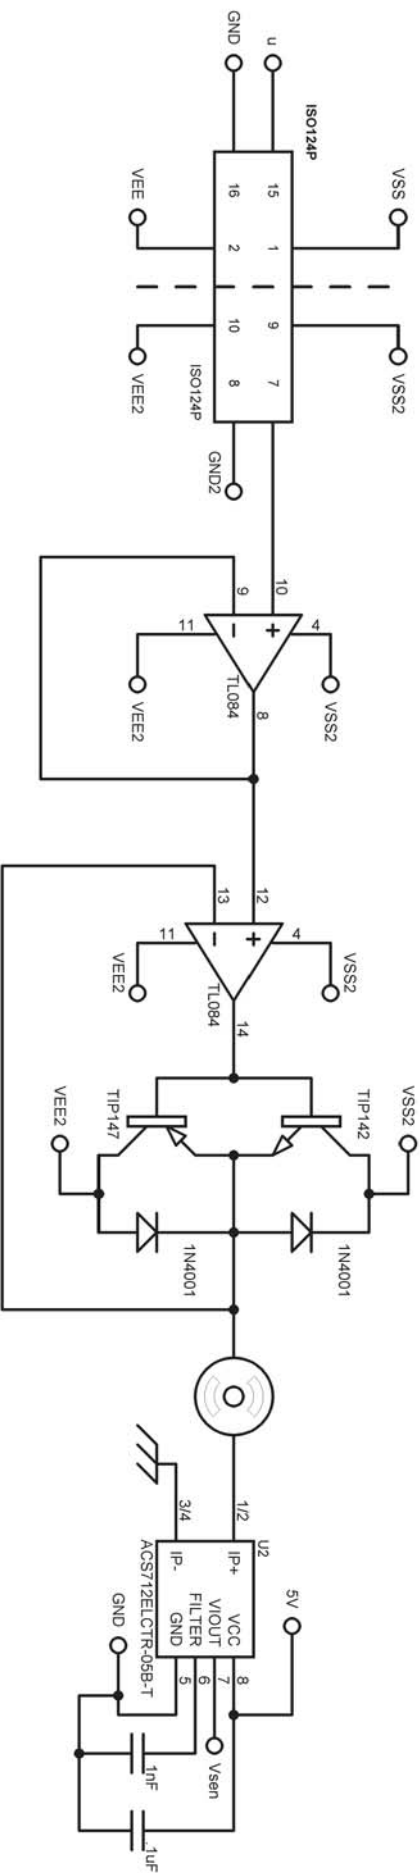 GND
u
ISO124P
16
15
VEE
VSS
2
1
10
9
VEE2
VSS2
8
7
ISO124P
GND2
9
10
−
+
11
4
VEE2
TL084
VSS2
8
13
12
−
+
11
4
VEE2
TL084
VSS2
14
TIP147
TIP142
VEE2
VSS2
1N4001
1N4001
3/4
1/2
U2
IP-
IP+
ACS712ELCTR-05B-T
GND
FILTER
VIOUT
VCC
5
6
7
8
GND
5V
Vsen
1nF
.1uF